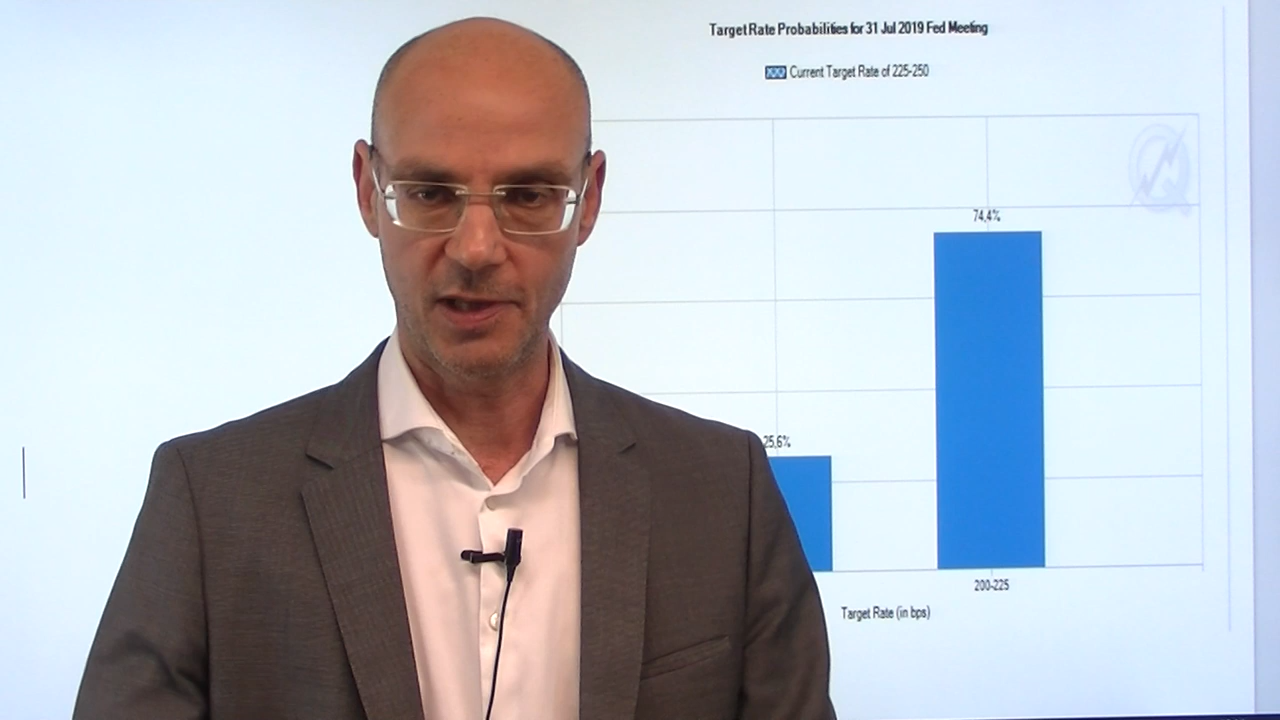 Target Rate Probabilities for 31 Jul 2019 Fed Meeting
Current Target Rate of 225-250
74,4%
25,6%
200-225
Target Rate (in bps)